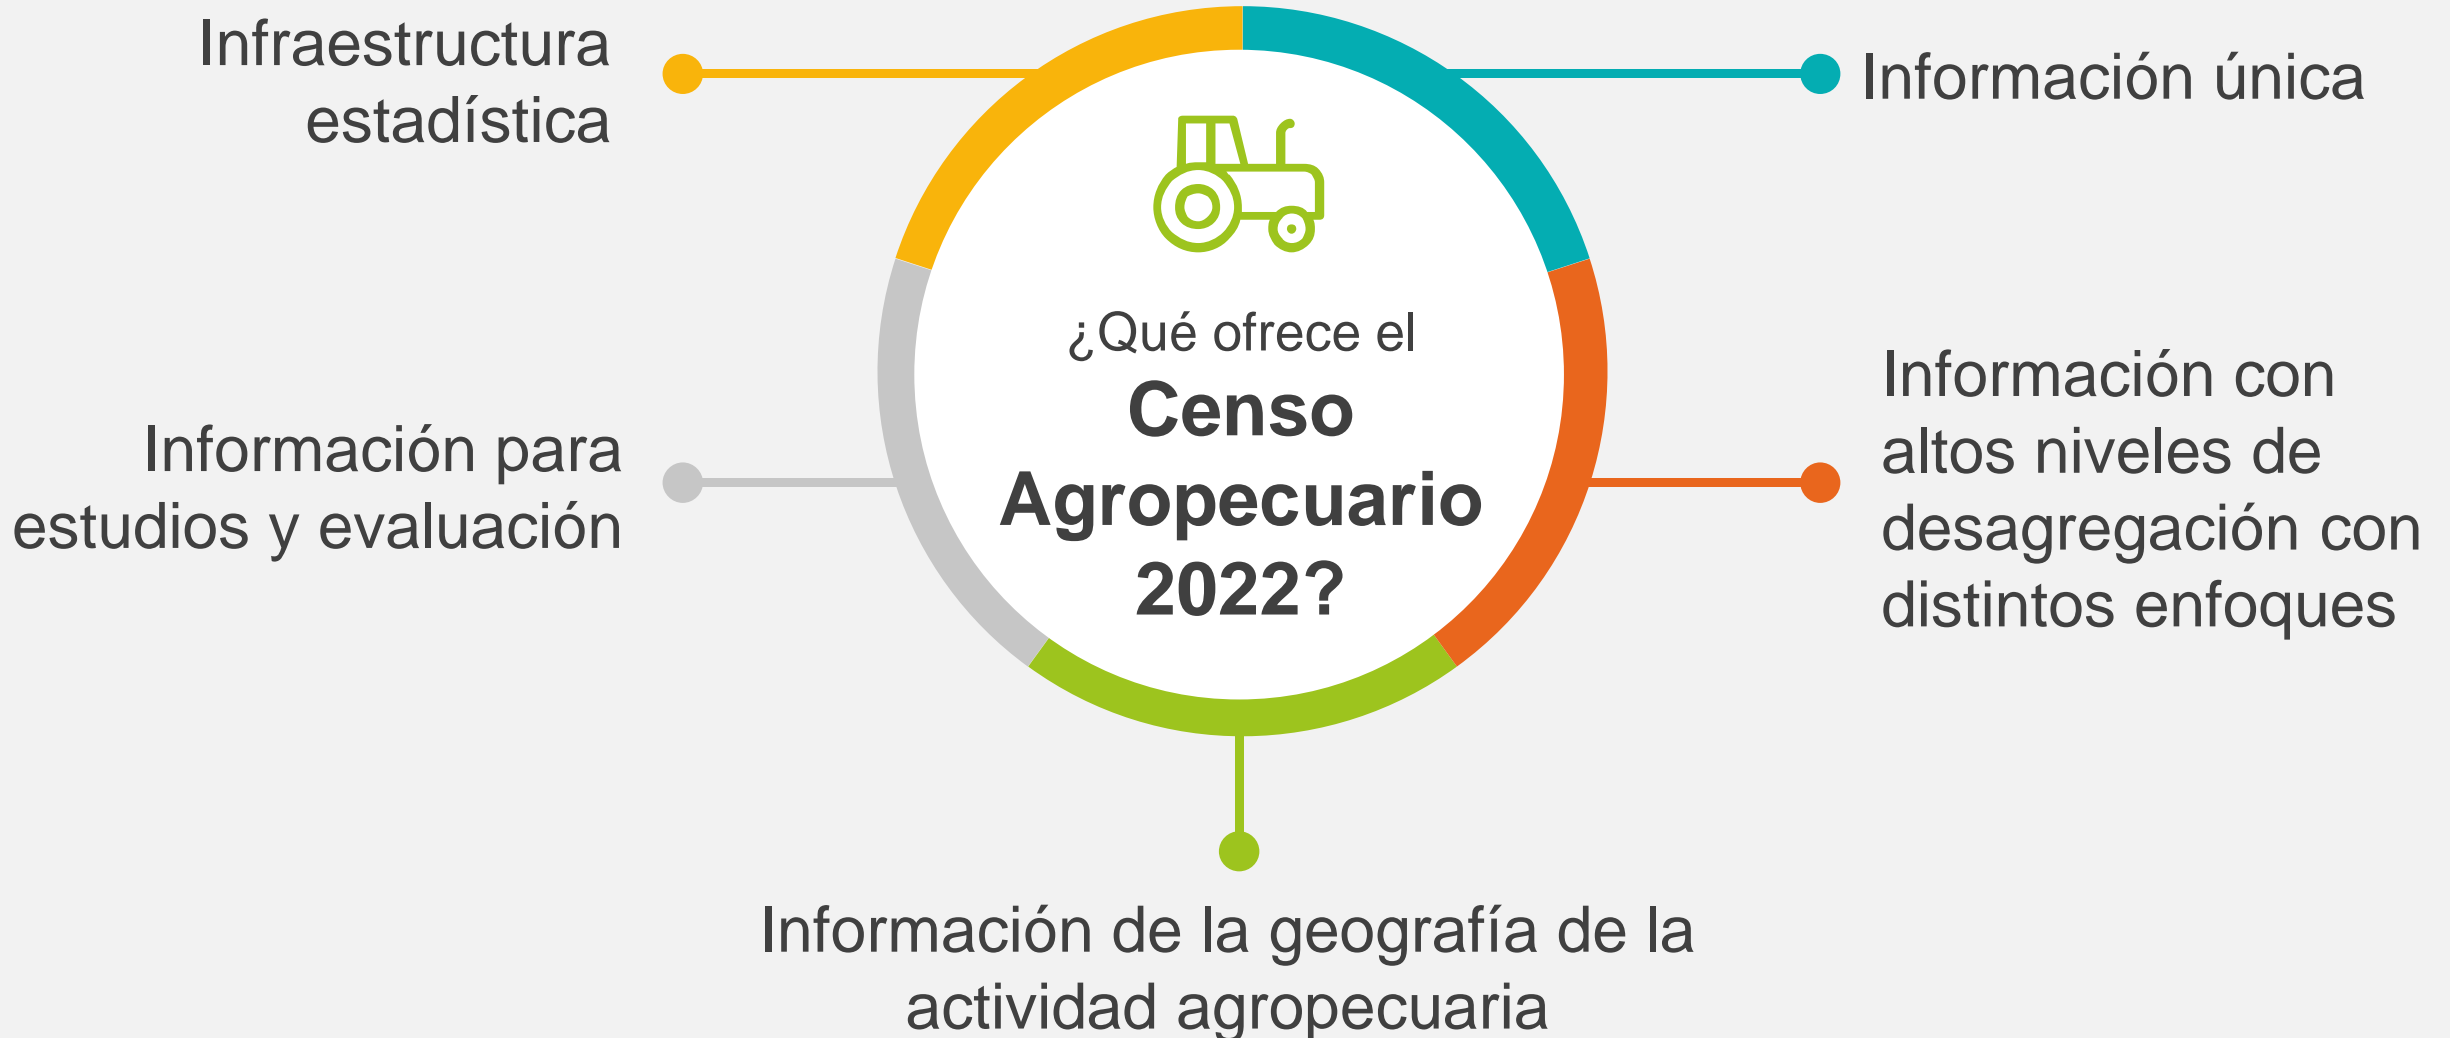 Infraestructura
estadística
Información única
¿Qué ofrece el
Censo
Agropecuario
2022?
Información para
estudios y evaluación
Información con
altos niveles de
desagregación con
distintos enfoques
Información de la geografía de la
actividad agropecuaria